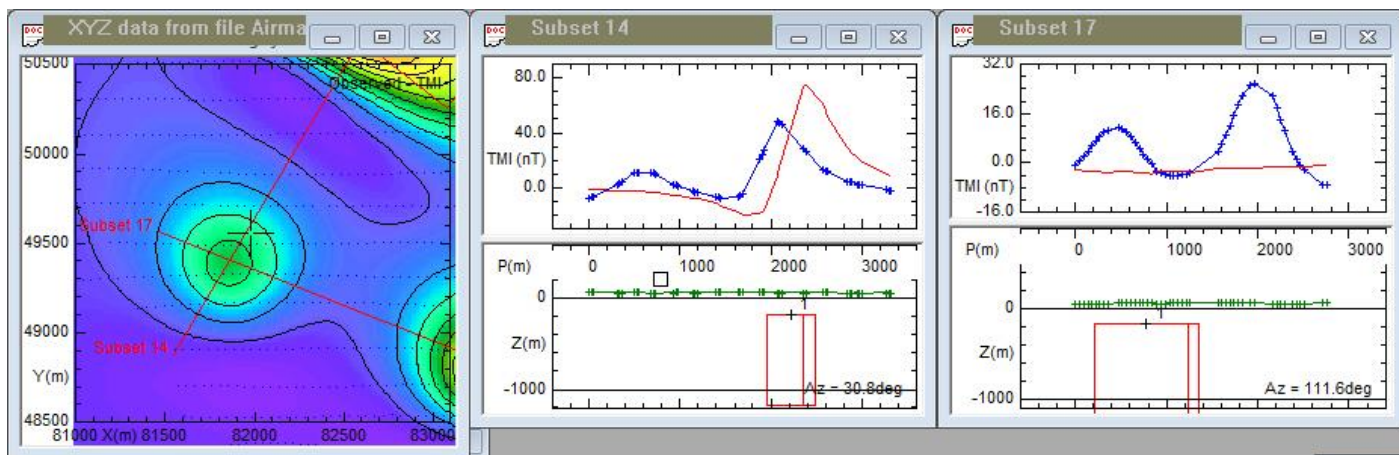 XYZ data from file Airma
50500
Observed - TMI
50000
Subset 17
49500
49000
Subset 14
Y(m)
48500
81000 X(m) 81500 82000 82500 83000
Subset 14
80.0
40.0
TMI (nT)
0.0
P(m) 0 1000 2000 3000
0
1
Z(m)
-1000
Az = 30.8deg
Subset 17
32.0
16.0
0.0
TMI (nT)
-16.0
P(m) 0 1000 2000 3000
0
1
Z(m)
-1000
Az = 111.6deg